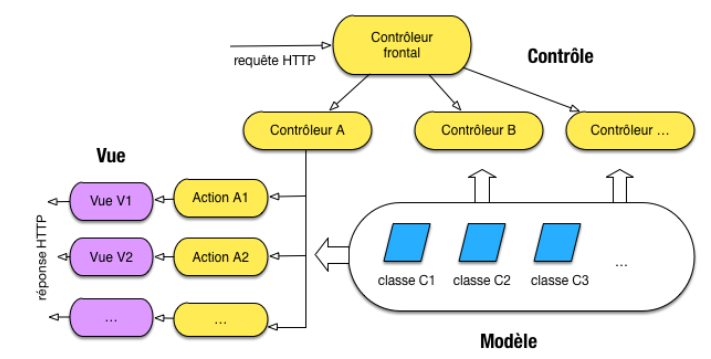 Contrôleur
frontal
requête HTTP
Contrôle
Contrôleur A
Contrôleur B
Contrôleur ...
Vue
Vue V1
Action A1
Vue V2
Action A2
...
...
réponse HTTP
classe C1
classe C2
classe C3
...
Modèle